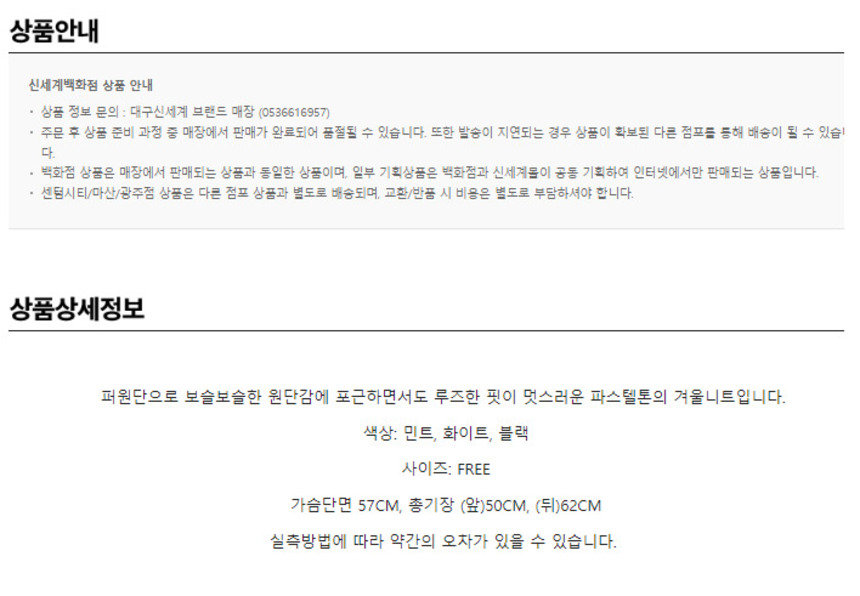 상품안내
신세계백화점 상품 안내
· 상품 정보 문의 : 대구신세계 브랜드 매장 (0536616957)
· 주문 후 상품 준비 과정 중 매장에서 판매가 완료되어 품절될 수 있습니다. 또한 발송이 지연되는 경우 상품이 확보된 다른 점포를 통해 배송이 될 수 있습니
다.
· 백화점 상품은 매장에서 판매되는 상품과 동일한 상품이며, 일부 기획상품은 백화점과 신세계몰이 공동 기획하여 인터넷에서만 판매되는 상품입니다.
· 센텀시티/마산/광주점 상품은 다른 점포 상품과 별도로 배송되며, 교환/반품 시 비용은 별도로 부담하셔야 합니다.
상품상세정보
퍼원단으로 보슬보슬한 원단감에 포근하면서도 루즈한 핏이 멋스러운 파스텔톤의 겨울니트입니다.
색상: 민트, 화이트, 블랙
사이즈: FREE
가슴단면 57CM, 총기장 (앞)50CM, (뒤)62CM
실측방법에 따라 약간의 오차가 있을 수 있습니다.